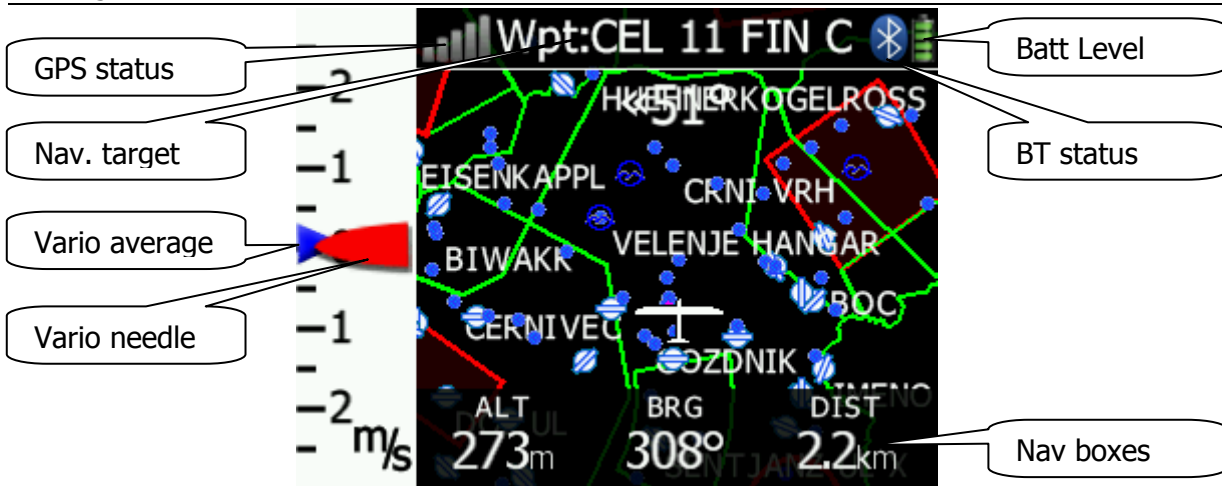 GPS status
Nav. target
Vario average
Vario needle
2
1
1
2
m/s
Wpt:CEL 11 FIN C
≪51°
EISENKAPPL
CRNI VRH
VELENJE HANGAR
BIWAKK
BOC
CERNIVEC
GOZDNIK
IMENO
ALT
BRG
DIST
273m
308°
2.2km
Batt Level
BT status
Nav boxes